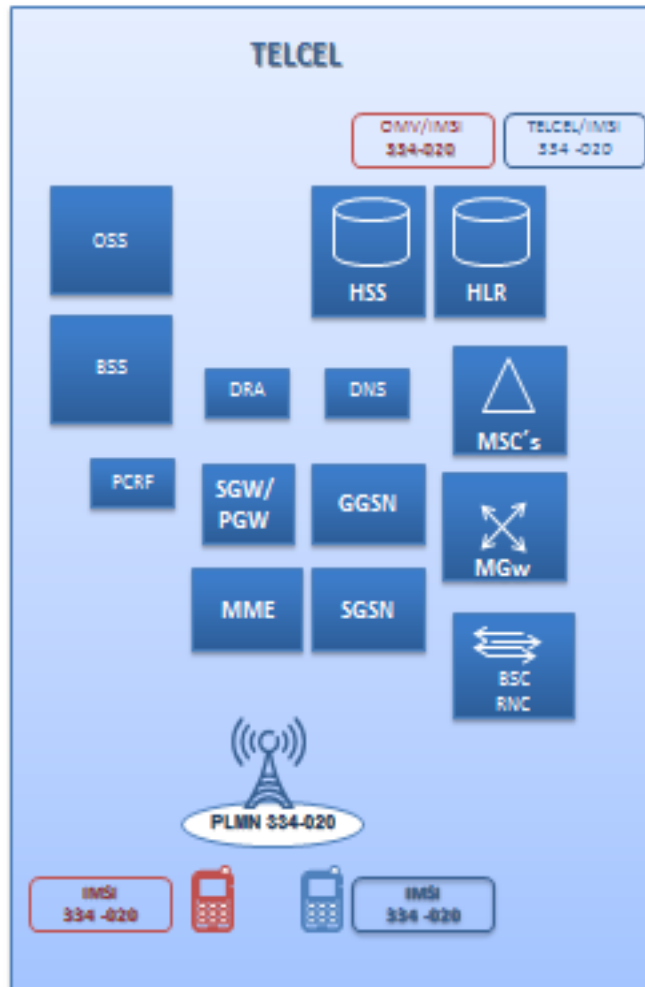 TELCEL
OMV/IMSI
334-020
TELCEL/IMSI
334 -020
OSS
HSS
HLR
BSS
DRA
DNS
MSC´s
PCRF
SGW/
PGW
GGSN
MGw
MME
SGSN
BSC
RNC
PLMN 334-020
IMSI
334 -020
IMSI
334 -020